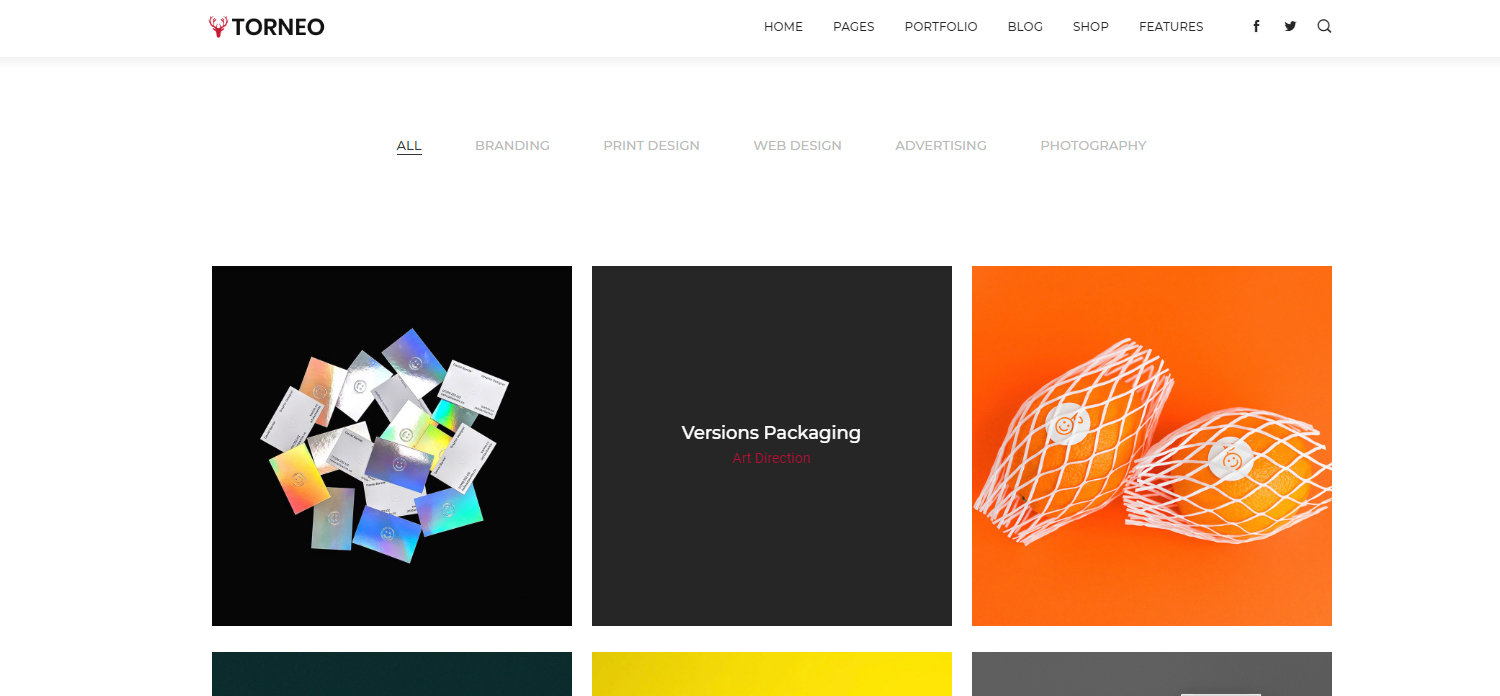 TORNEO
HOME PAGES PORTFOLIO BLOG SHOP FEATURES
ALL BRANDING PRINT DESIGN WEB DESIGN ADVERTISING PHOTOGRAPHY
Versions Packaging
Art Direction